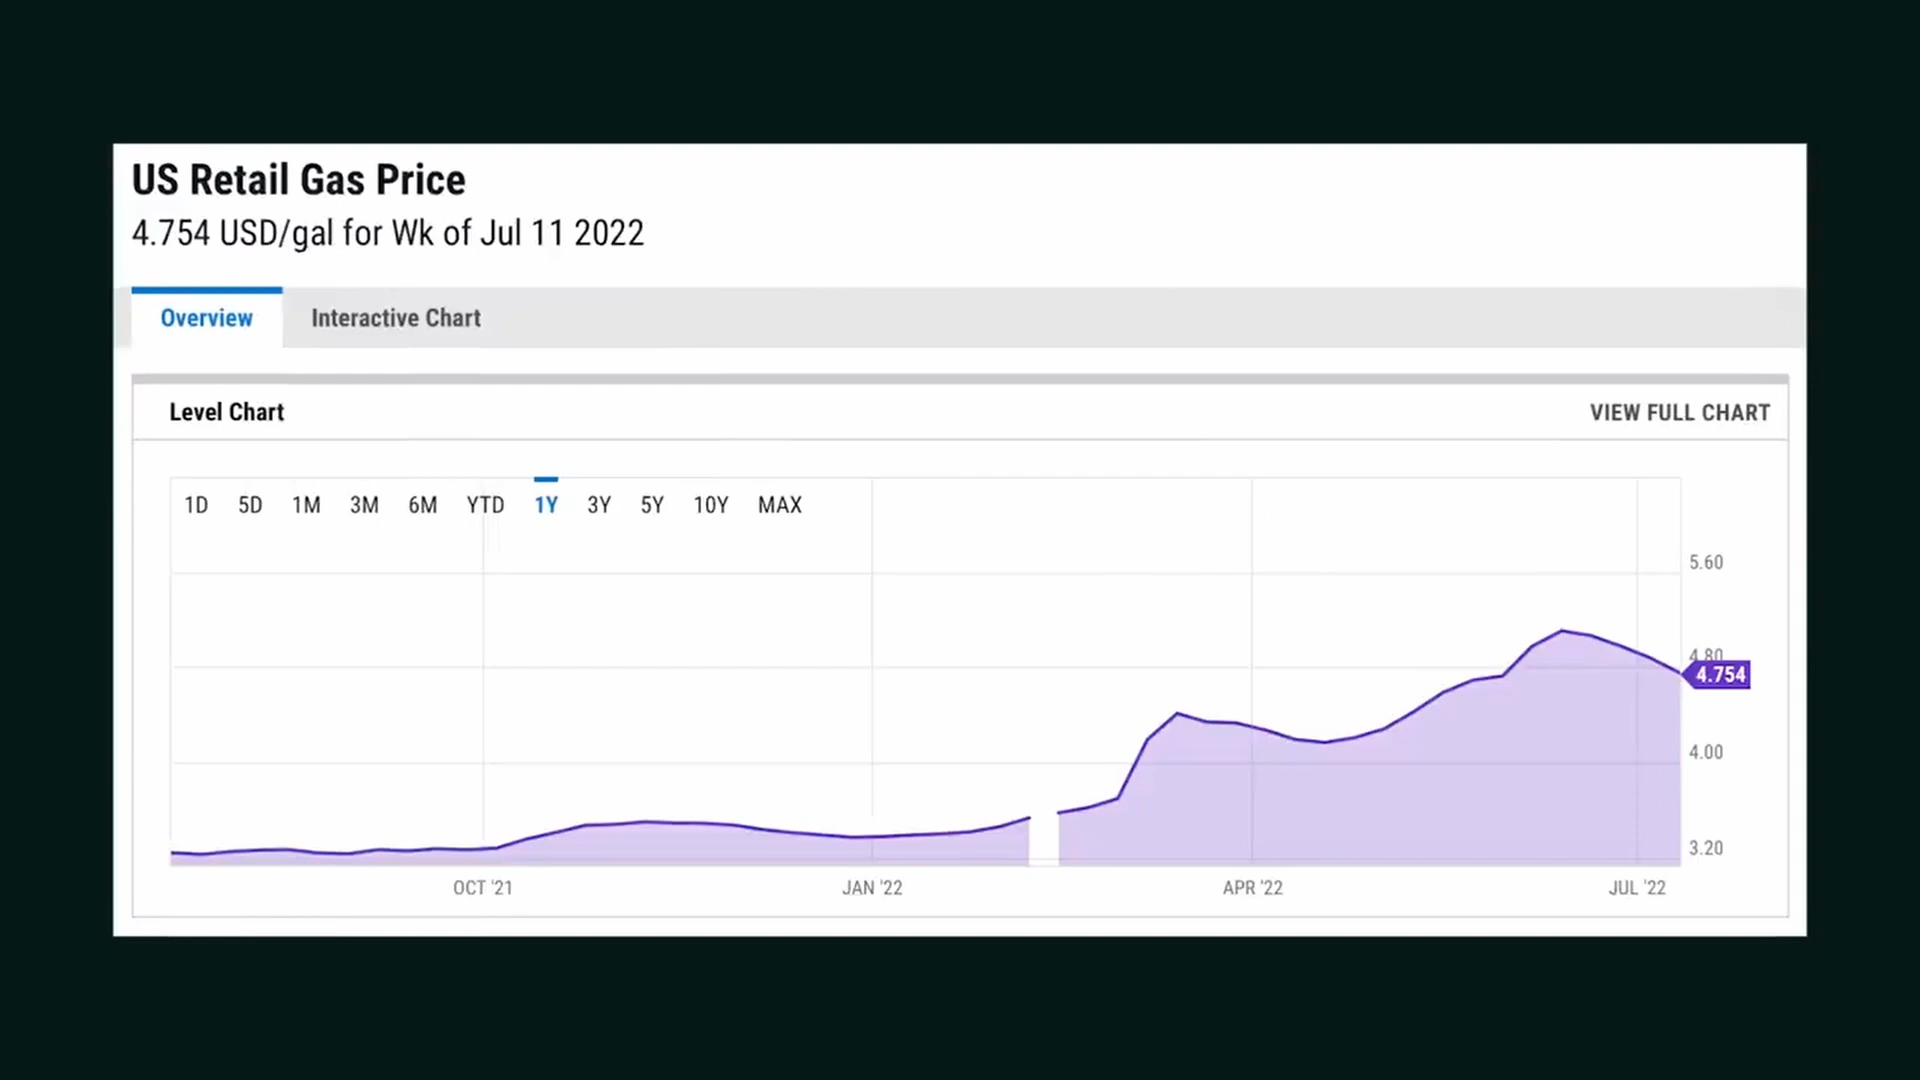 US Retail Gas Price
4.754 USD/gal for Wk of Jul 11 2022
Overview Interactive Chart
Level Chart VIEW FULL CHART
1D 5D 1M 3M 6M YTD 1Y 3Y 5Y 10Y MAX
5.60
4.80
4.754
4.00
3.20
OCT '21 JAN '22 APR '22 JUL '22